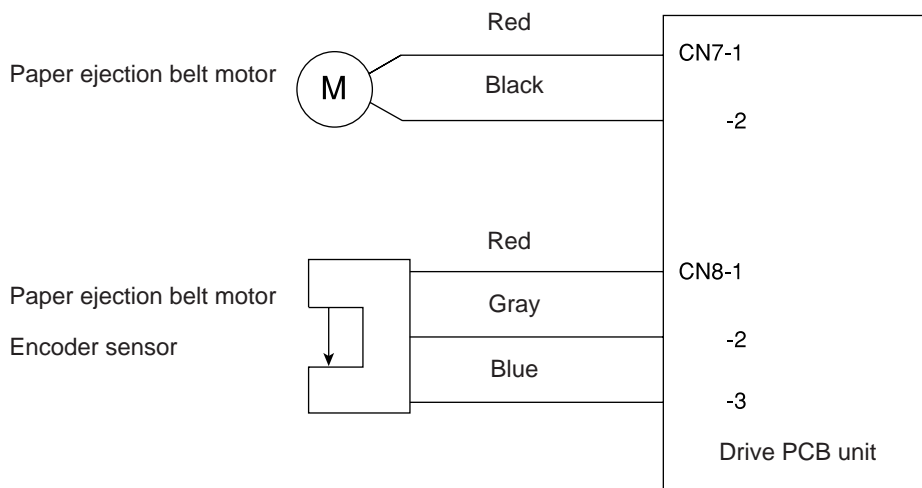 Red
Paper ejection belt motor
M
CN7-1
Black
-2
Red
CN8-1
Paper ejection belt motor
Gray
Encoder sensor
-2
Blue
-3
Drive PCB unit